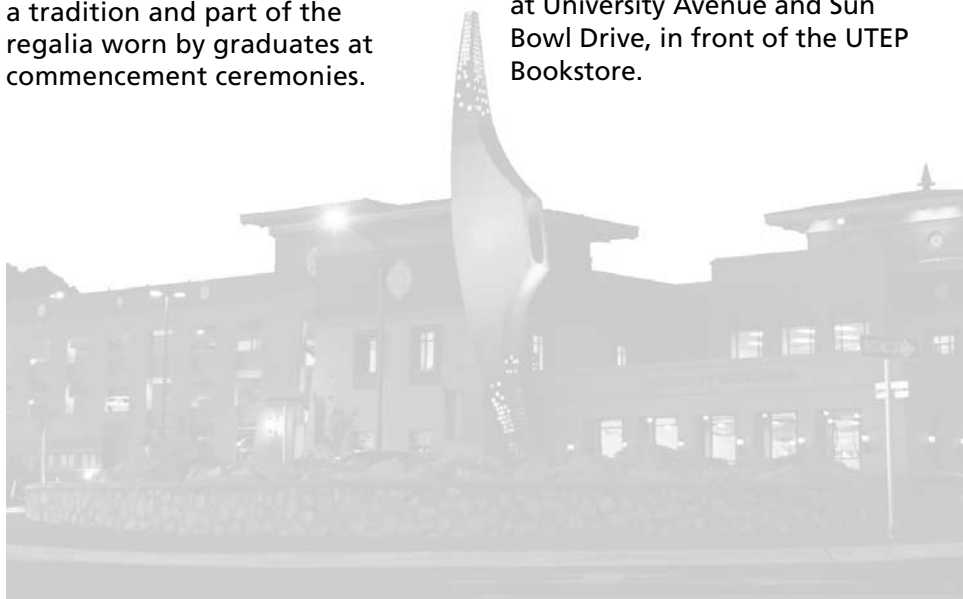 a tradition and part of the
regalia worn by graduates at
commencement ceremonies.
at University Avenue and Sun
Bowl Drive, in front of the UTEP
Bookstore.